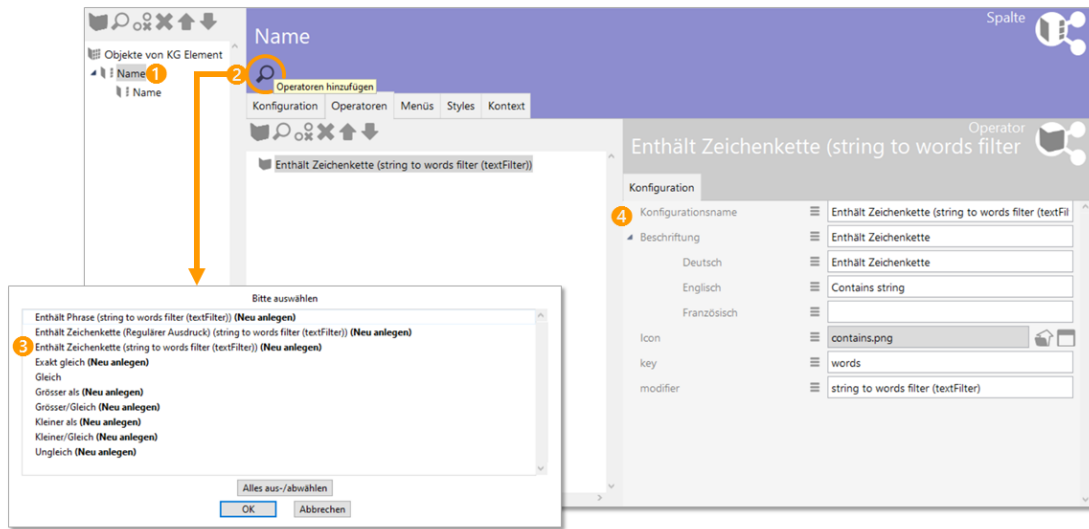 Objekte von KG Element
Name 1
Name
Name
Spalte
2
Operatoren hinzufügen
Konfiguration Operatoren Menüs Styles Kontext
Enthält Zeichenkette (string to words filter (textFilter))
Operator
Enthält Zeichenkette (string to words filter
Konfiguration
4
Konfigurationsname Enthält Zeichenkette (string to words filter (textFil
Beschriftung Enthält Zeichenkette
Deutsch Enthält Zeichenkette
Englisch Contains string
Französisch
Icon contains.png
key words
modifier string to words filter (textFilter)
Bitte auswählen
Enthält Phrase (string to words filter (textFilter)) (Neu anlegen)
Enthält Zeichenkette (Regulärer Ausdruck) (string to words filter (textFilter)) (Neu anlegen)
3 Enthält Zeichenkette (string to words filter (textFilter)) (Neu anlegen)
Exakt gleich (Neu anlegen)
Gleich
Grösser als (Neu anlegen)
Grösser/Gleich (Neu anlegen)
Kleiner als (Neu anlegen)
Kleiner/Gleich (Neu anlegen)
Ungleich (Neu anlegen)
Alles aus-/abwählen
OK Abbrechen